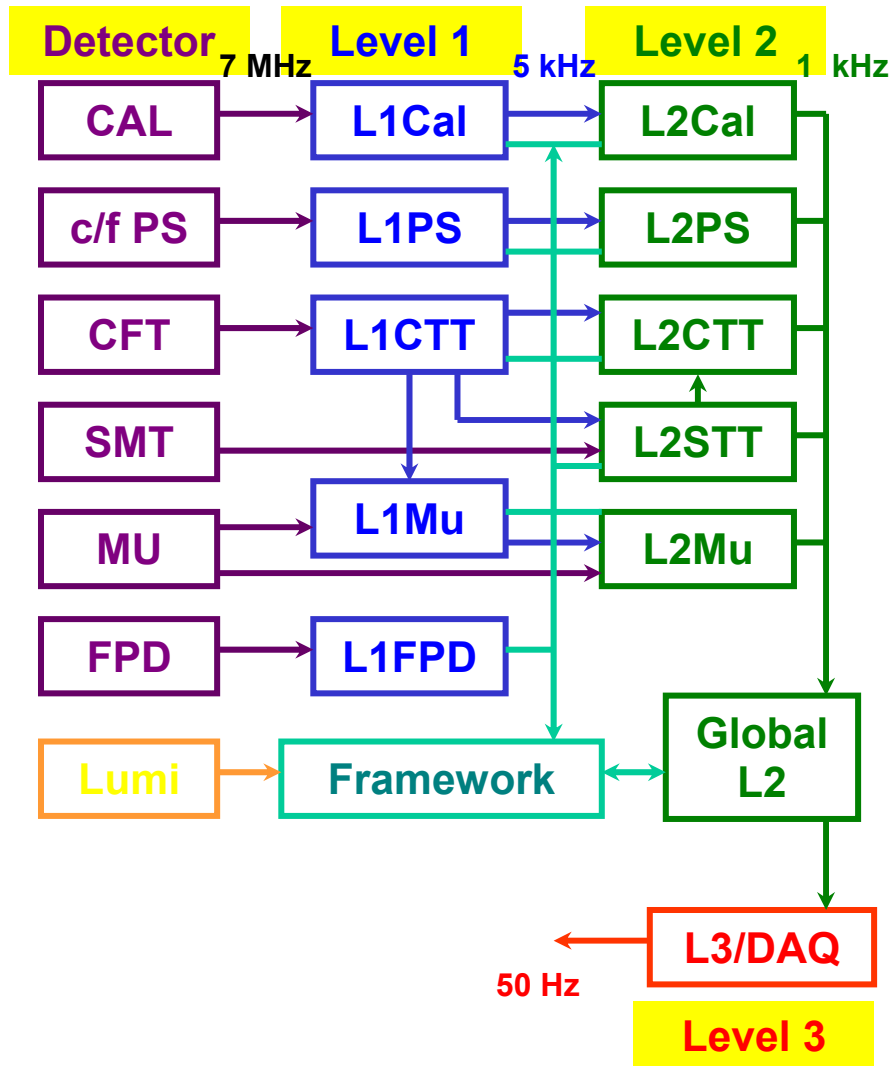 Detector
Level 1
Level 2
7 MHz
5 kHz
1 kHz
CAL
L1Cal
L2Cal
c/f PS
L1PS
L2PS
CFT
L1CTT
L2CTT
SMT
L2STT
L1Mu
MU
L2Mu
FPD
L1FPD
Global
L2
Lumi
Framework
L3/DAQ
50 Hz
Level 3